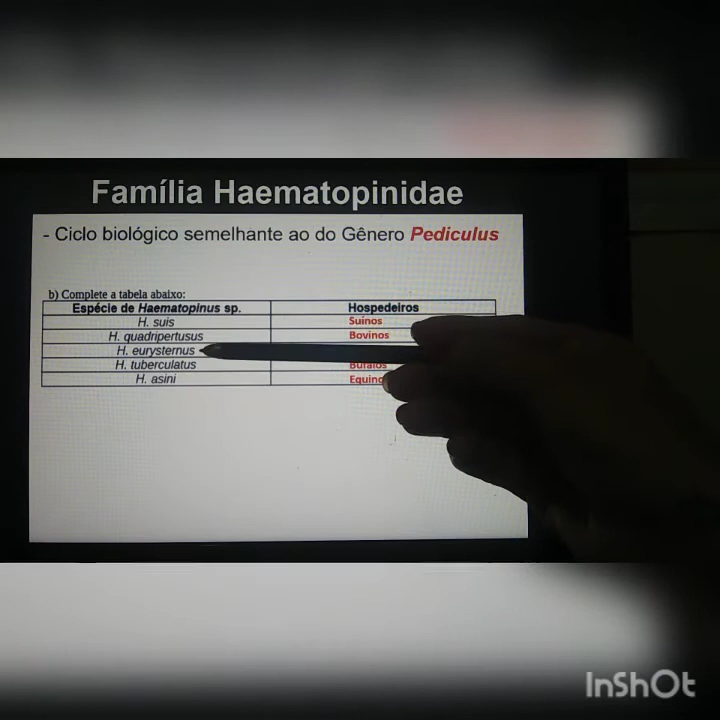 Família Haematopinidae
- Ciclo biológico semelhante ao do Gênero Pediculus
b) Complete a tabela abaixo:
Espécie de Haematopinus sp. Hospedeiros
H. suis Suínos
H. quadripertusus Bovinos
H. eurysternus
H. tuberculatus Búfalos
H. asini
InShOt